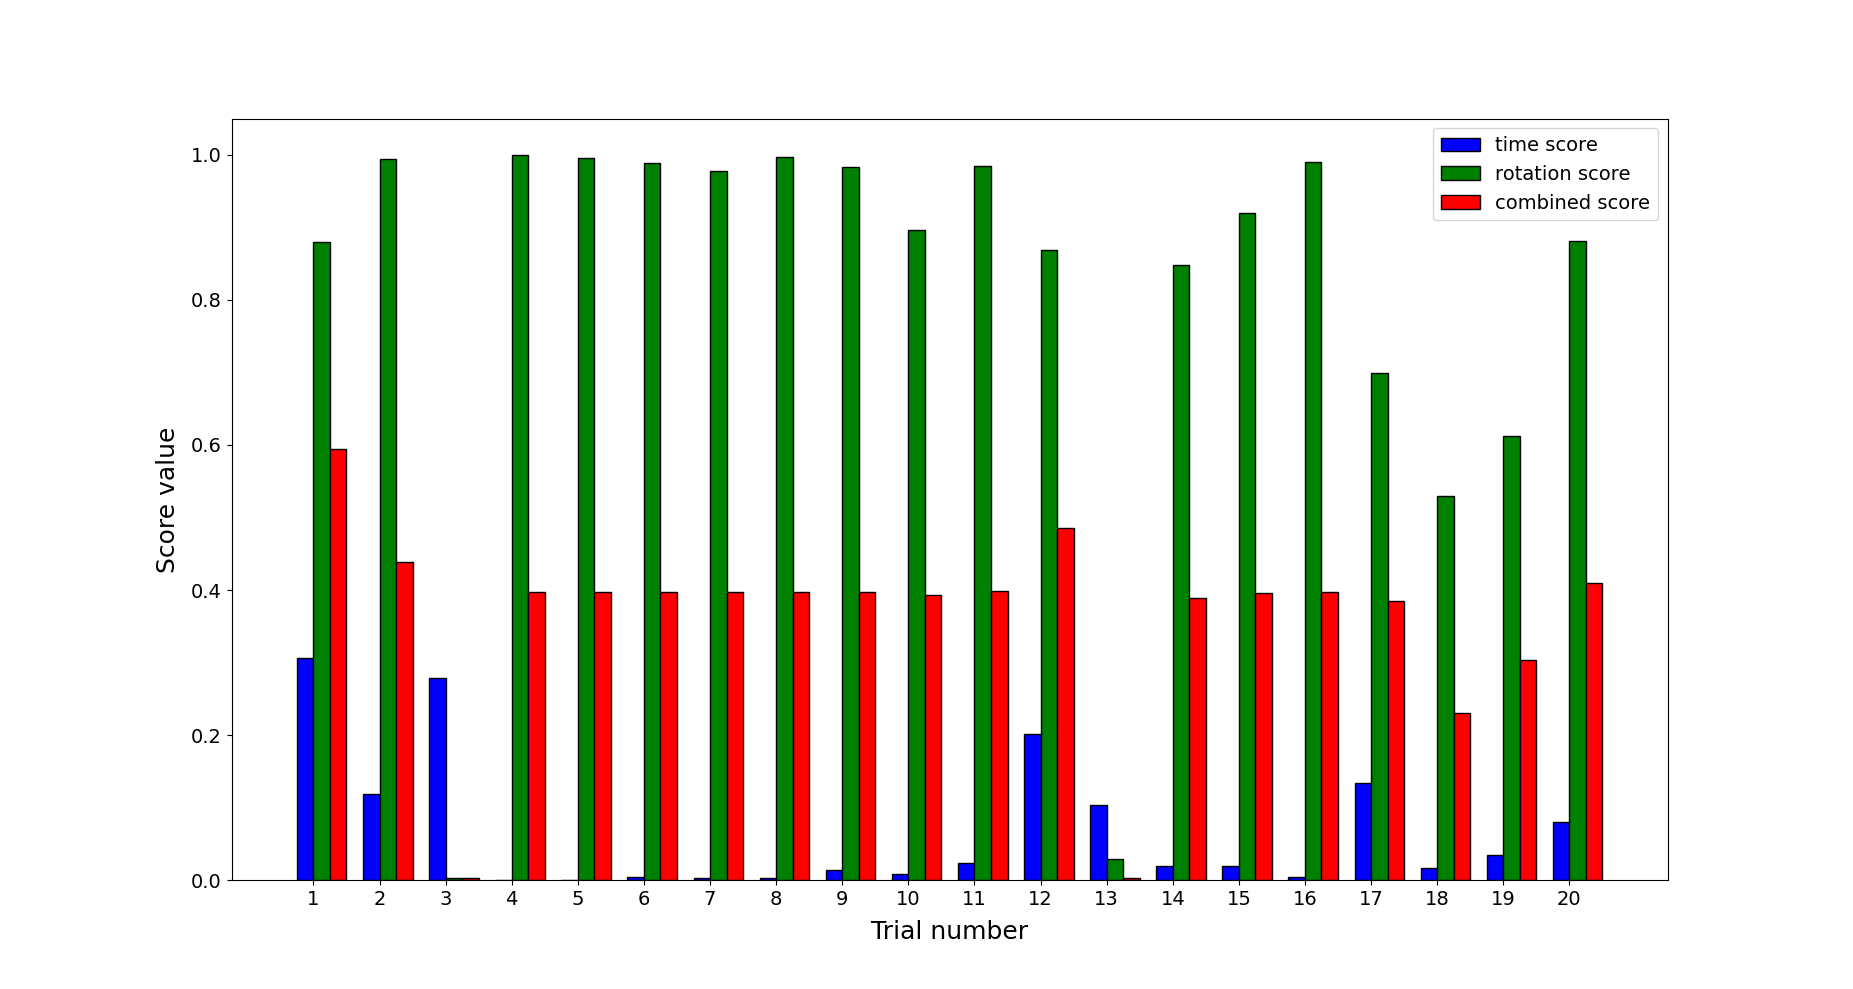 time score
rotation score
combined score
1.0
0.8
0.6
0.4
0.2
0.0
Score value
1 2 3 4 5 6 7 8 9 10 11 12 13 14 15 16 17 18 19 20
Trial number